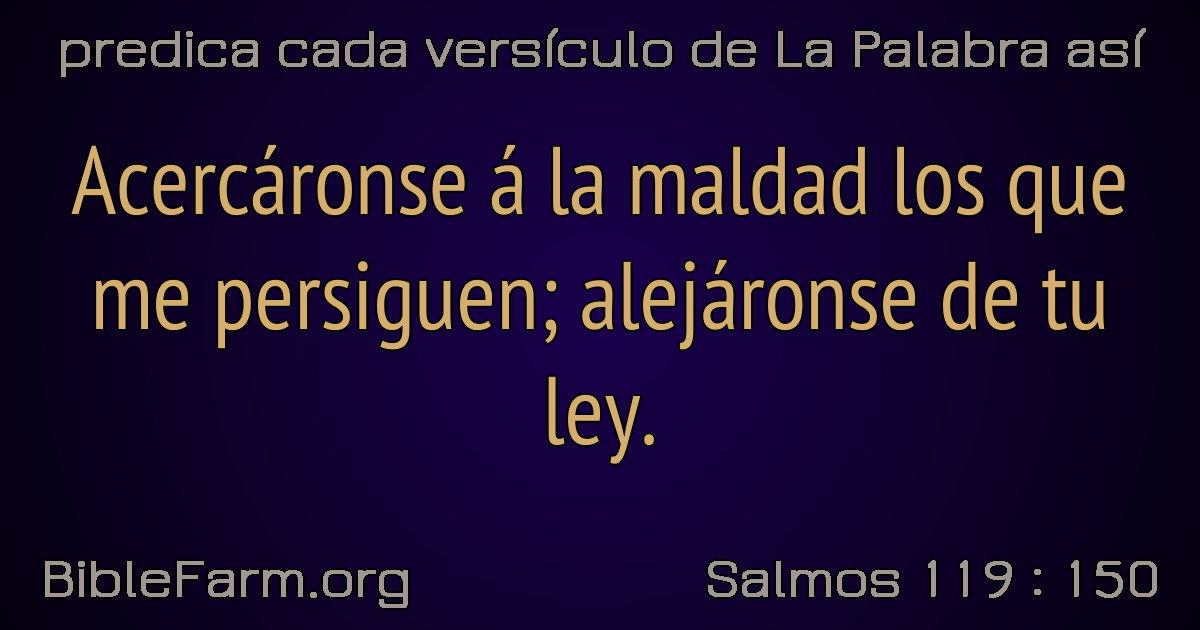 predica cada versículo de La Palabra así
Acercáronse á la maldad los que
me persiguen; alejáronse de tu
ley.
BibleFarm.org
Salmos 119 : 150